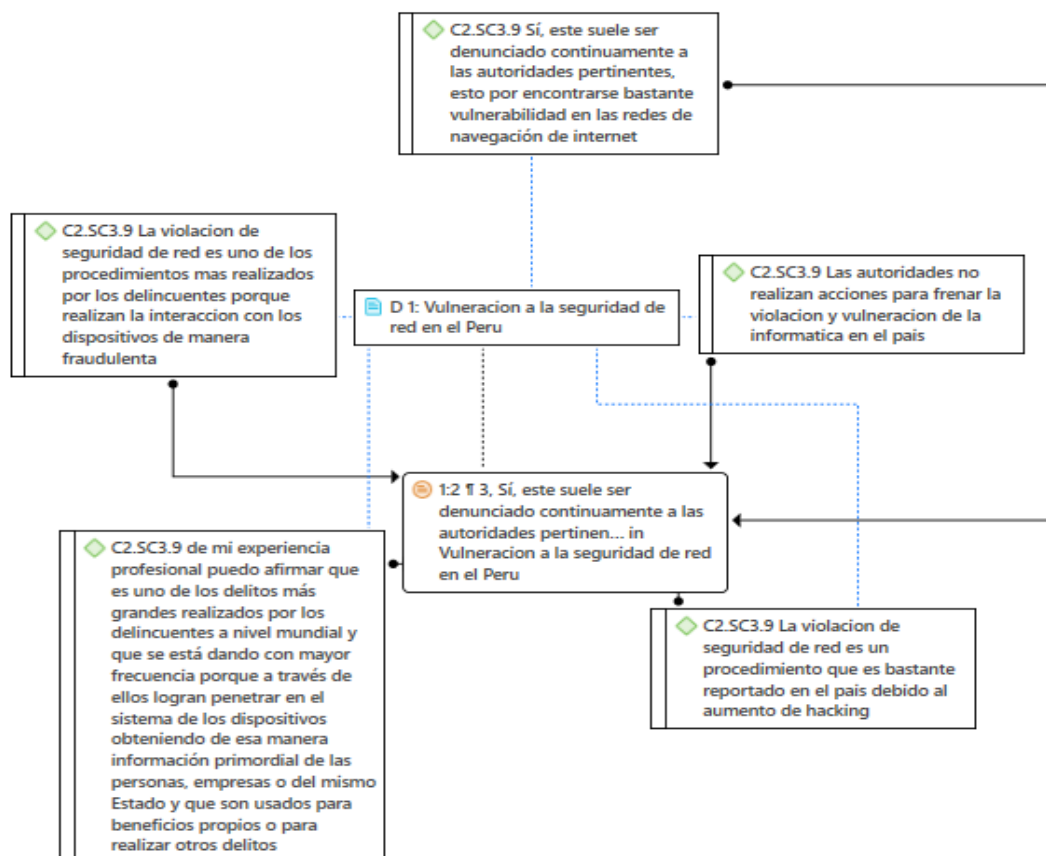 C2.SC3.9 Sí, este suele ser
denunciado continuamente a
las autoridades pertinentes,
esto por encontrarse bastante
vulnerabilidad en las redes de
navegación de internet
C2.SC3.9 La violacion de
seguridad de red es uno de los
procedimientos mas realizados
por los delincuentes porque
realizan la interaccion con los
dispositivos de manera
fraudulenta
D 1: Vulneracion a la seguridad de
red en el Peru
C2.SC3.9 Las autoridades no
realizan acciones para frenar la
violacion y vulneracion de la
informatica en el pais
1:2 ¶ 3, Sí, este suele ser
denunciado continuamente a las
autoridades pertinen... in
Vulneracion a la seguridad de red
en el Peru
C2.SC3.9 de mi experiencia
profesional puedo afirmar que
es uno de los delitos más
grandes realizados por los
delincuentes a nivel mundial y
que se está dando con mayor
frecuencia porque a través de
ellos logran penetrar en el
sistema de los dispositivos
obteniendo de esa manera
información primordial de las
personas, empresas o del mismo
Estado y que son usados para
beneficios propios o para
realizar otros delitos
C2.SC3.9 La violacion de
seguridad de red es un
procedimiento que es bastante
reportado en el pais debido al
aumento de hacking